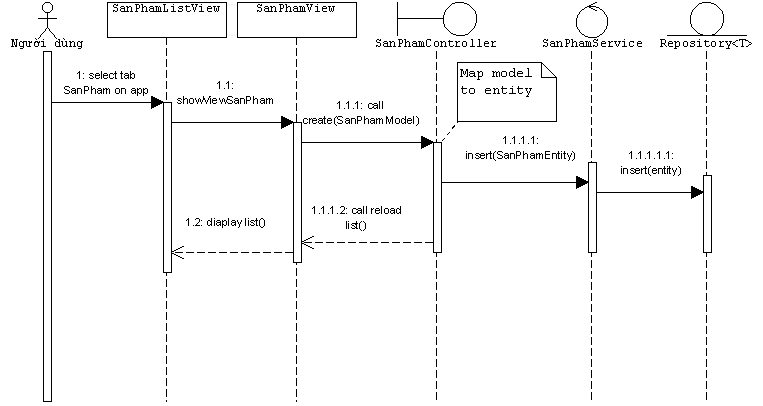 SanPhamListView
SanPhamView
Người dùng
SanPhamController
SanPhamService
Repository<T>
Map model
to entity
1: select tab
SanPham on app
1.1:
showViewSanPham
1.1.1: call
create(SanPhamModel)
1.1.1.1:
insert(SanPhamEntity)
1.1.1.1.1:
insert(entity)
1.2: diaplay list()
1.1.1.2: call reload
list()